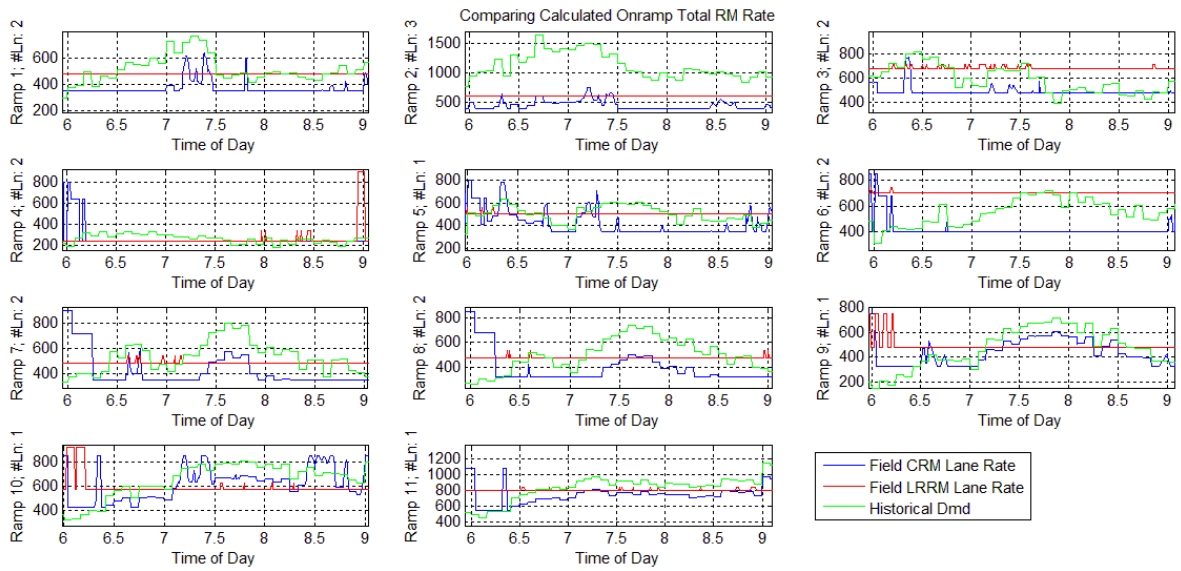 Comparing Calculated Onramp Total RM Rate
Ramp 1; #Ln: 2
600
400
200
6 6.5 7 7.5 8 8.5 9
Time of Day
Ramp 2; #Ln: 3
1500
1000
500
6 6.5 7 7.5 8 8.5 9
Time of Day
Ramp 3; #Ln: 2
800
600
400
6 6.5 7 7.5 8 8.5 9
Time of Day
Ramp 4; #Ln: 2
800
600
400
200
6 6.5 7 7.5 8 8.5 9
Time of Day
Ramp 5; #Ln: 1
800
600
400
200
6 6.5 7 7.5 8 8.5 9
Time of Day
Ramp 6; #Ln: 2
800
600
400
6 6.5 7 7.5 8 8.5 9
Time of Day
Ramp 7; #Ln: 2
800
600
400
6 6.5 7 7.5 8 8.5 9
Time of Day
Ramp 8; #Ln: 2
800
600
400
6 6.5 7 7.5 8 8.5 9
Time of Day
Ramp 9; #Ln: 1
800
600
400
200
6 6.5 7 7.5 8 8.5 9
Time of Day
Ramp 10; #Ln: 1
800
600
400
6 6.5 7 7.5 8 8.5 9
Time of Day
Ramp 11; #Ln: 1
1200
1000
800
600
400
6 6.5 7 7.5 8 8.5 9
Time of Day
Field CRM Lane Rate
Field LRRM Lane Rate
Historical Dmd